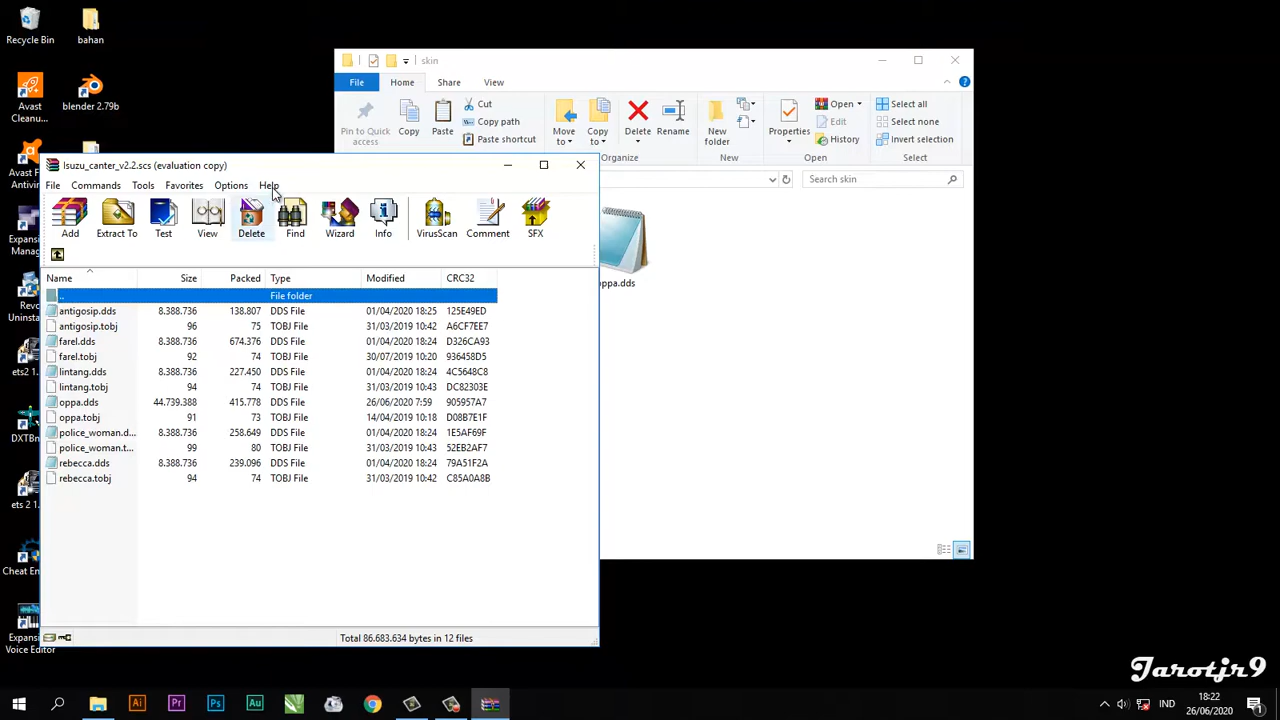 Recycle Bin
bahan
Avast
Cleanu...
blender 2.79b
Avast F
Antivir
Expan
Manag
Revo
Unin
ets2 1.
DXTBn
ets 2 1.
Cheat En
Expansi
Voice Editor
skin
File
Home
Share
View
Pin to Quick
access
Copy
Paste
Cut
Copy path
Paste shortcut
Move
to
Copy
to
Delete
Rename
New
folder
Properties
Open
Edit
History
Select all
Select none
Invert selection
Organize
New
Open
Select
Search skin
ppa.dds
Isuzu_canter_v2.2.scs (evaluation copy)
File Commands Tools Favorites Options Help
Add Extract To Test View Delete Find Wizard Info VirusScan Comment SFX
Name Size Packed Type Modified CRC32
.. File folder
antigosip.dds 8.388.736 138.807 DDS File 01/04/2020 18:25 125E49ED
antigosip.tobj 96 75 TOBJ File 31/03/2019 10:42 A6CF7EE7
farel.dds 8.388.736 674.376 DDS File 01/04/2020 18:24 D326CA93
farel.tobj 92 74 TOBJ File 30/07/2019 10:20 936458D5
lintang.dds 8.388.736 227.450 DDS File 01/04/2020 18:24 4C5648C8
lintang.tobj 94 74 TOBJ File 31/03/2019 10:43 DC82303E
oppa.dds 44.739.388 415.778 DDS File 26/06/2020 7:59 905957A7
oppa.tobj 91 73 TOBJ File 14/04/2019 10:18 D08B7E1F
police_woman.d... 8.388.736 258.649 DDS File 01/04/2020 18:24 1E5AF69F
police_woman.t... 99 80 TOBJ File 31/03/2019 10:43 52EB2AF7
rebecca.dds 8.388.736 239.096 DDS File 01/04/2020 18:24 79A51F2A
rebecca.tobj 94 74 TOBJ File 31/03/2019 10:42 C85A0A8B
Total 86.683.634 bytes in 12 files
Jarotjr9
Ai Pr Ps Au
IND
18:22
26/06/2020
1